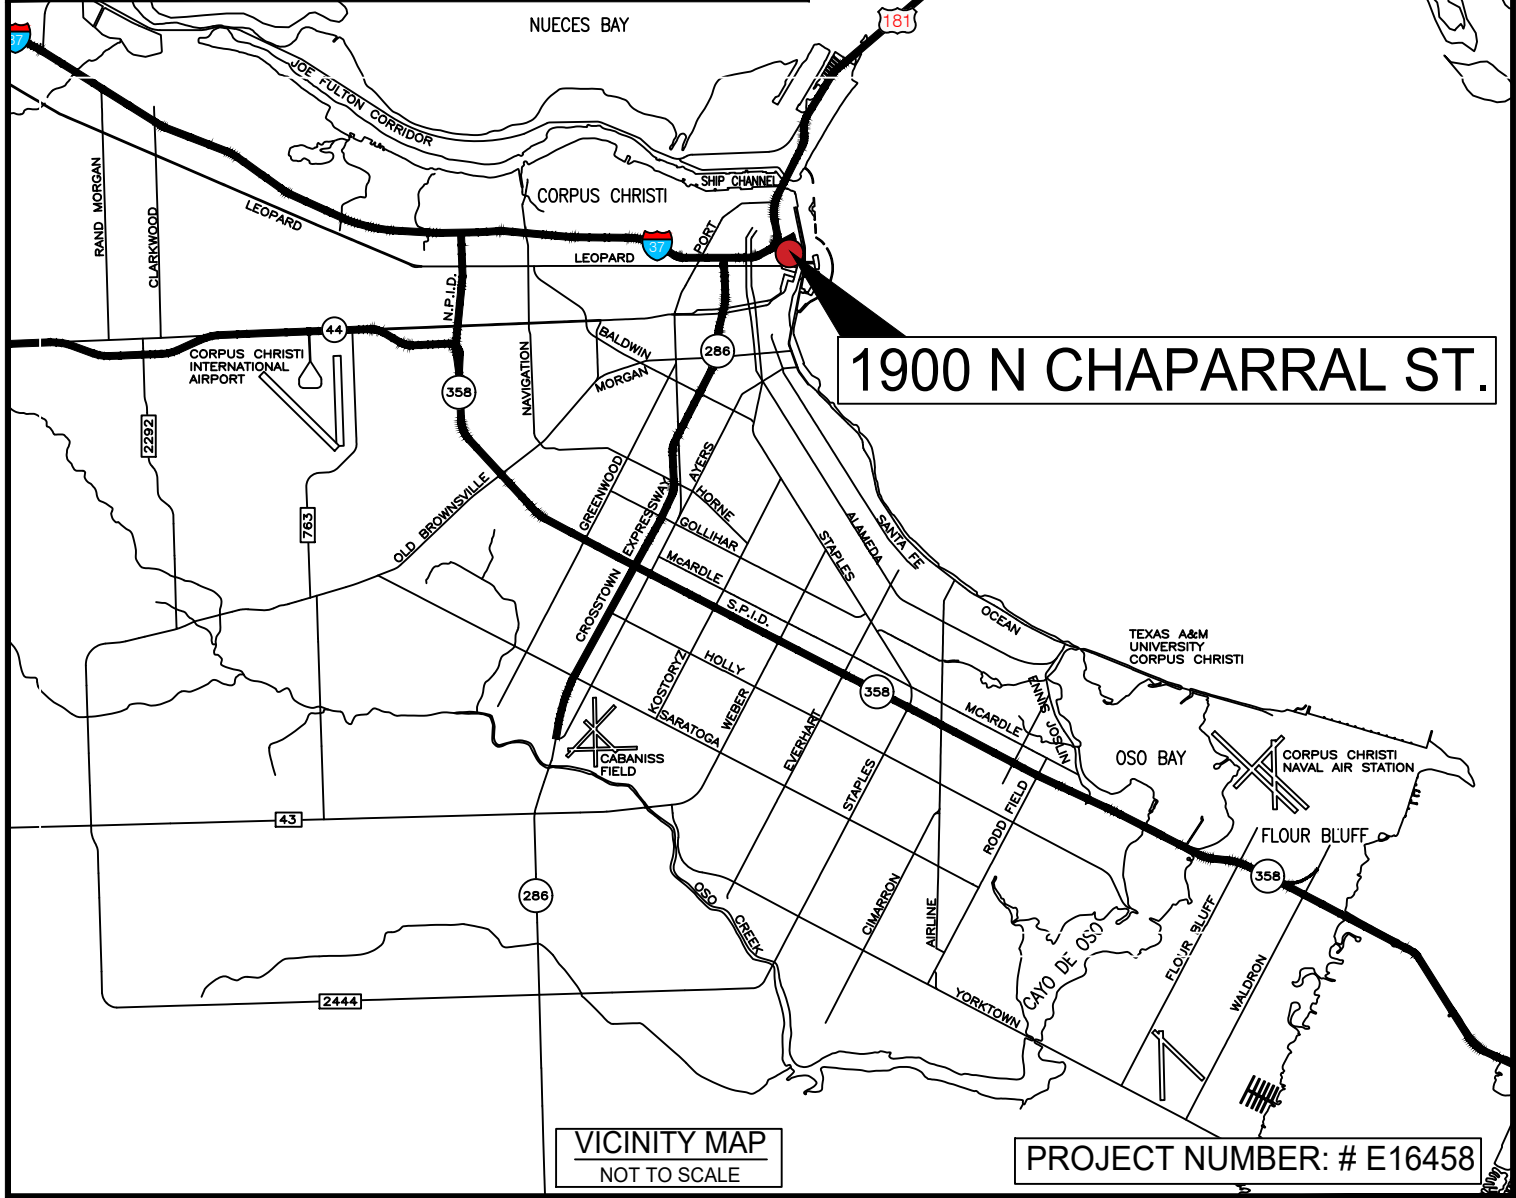 NUECES BAY
181
37
JOE FULTON CORRIDOR
RAND MORGAN
CLARKWOOD
LEOPARD
CORPUS CHRISTI
SHIP CHANNEL
PORT
37
LEOPARD
N.P.I.D.
44
CORPUS CHRISTI
INTERNATIONAL
AIRPORT
358
NAVIGATION
BALDWIN
MORGAN
286
1900 N CHAPARRAL ST.
2292
763
OLD BROWNSVILLE
GREENWOOD
CROSSTOWN EXPRESSWAY
AYERS
HORNE
GOLLIHAR
McARDLE
S.P.I.D.
STAPLES
ALAMEDA
SANTA FE
OCEAN
TEXAS A&M
UNIVERSITY
CORPUS CHRISTI
KOSTORYZ
HOLLY
WEBER
SARATOGA
358
ENNIS JOSLIN
MCARDLE
EVERHART
STAPLES
CABANISS
FIELD
OSO BAY
CORPUS CHRISTI
NAVAL AIR STATION
43
RODD FIELD
FLOUR BLUFF
358
286
OSO CREEK
CIMARRON
AIRLINE
CAYO DE OSO
FLOUR BLUFF
WALDRON
2444
YORKTOWN
VICINITY MAP
NOT TO SCALE
PROJECT NUMBER: # E16458